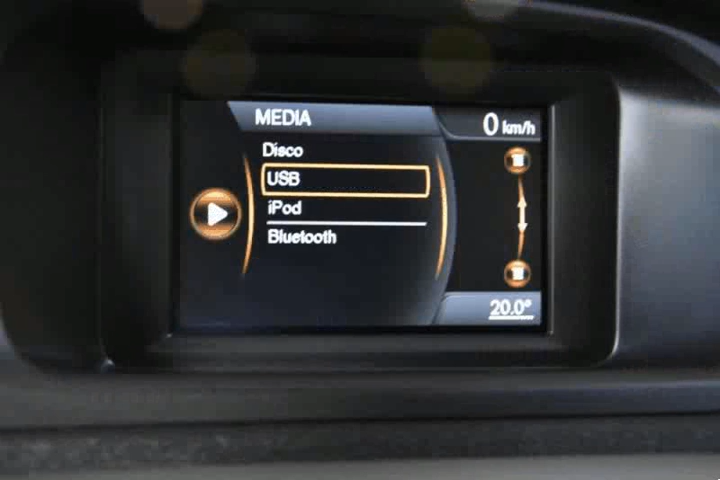 MEDIA
0 km/h
Disco
USB
iPod
Bluetooth
20.0°